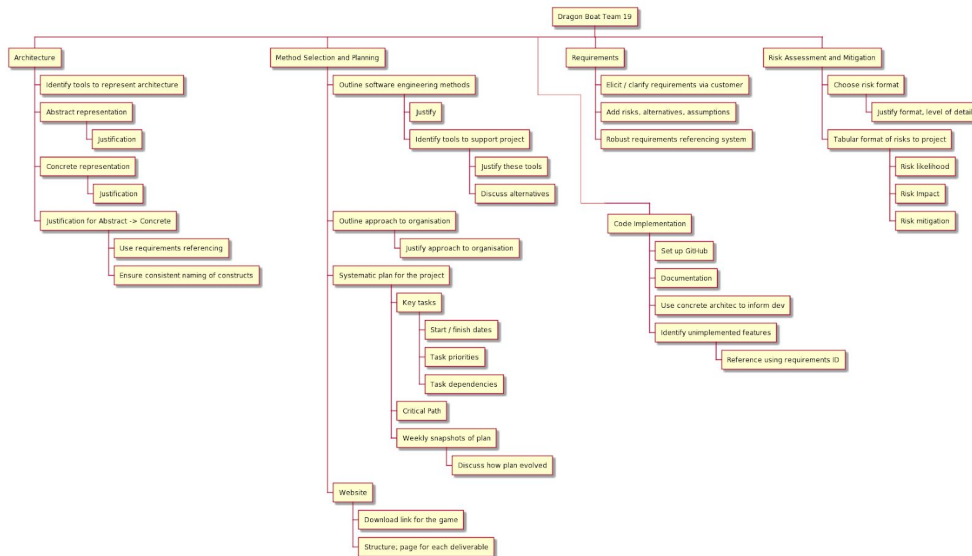 Dragon Boat Team 19
Architecture
Identify tools to represent architecture
Abstract representation
Justification
Concrete representation
Justification
Justification for Abstract -> Concrete
Use requirements referencing
Ensure consistent naming of constructs
Method Selection and Planning
Outline software engineering methods
Justify
Identify tools to support project
Justify these tools
Discuss alternatives
Outline approach to organisation
Justify approach to organisation
Systematic plan for the project
Key tasks
Start / finish dates
Task priorities
Task dependencies
Critical Path
Weekly snapshots of plan
Discuss how plan evolved
Website
Download link for the game
Structure, page for each deliverable
Requirements
Elicit / clarify requirements via customer
Add risks, alternatives, assumptions
Robust requirements referencing system
Code Implementation
Set up GitHub
Documentation
Use concrete architec to inform dev
Identify unimplemented features
Reference using requirements ID
Risk Assessment and Mitigation
Choose risk format
Justify format, level of detail
Tabular format of risks to project
Risk likelihood
Risk Impact
Risk mitigation